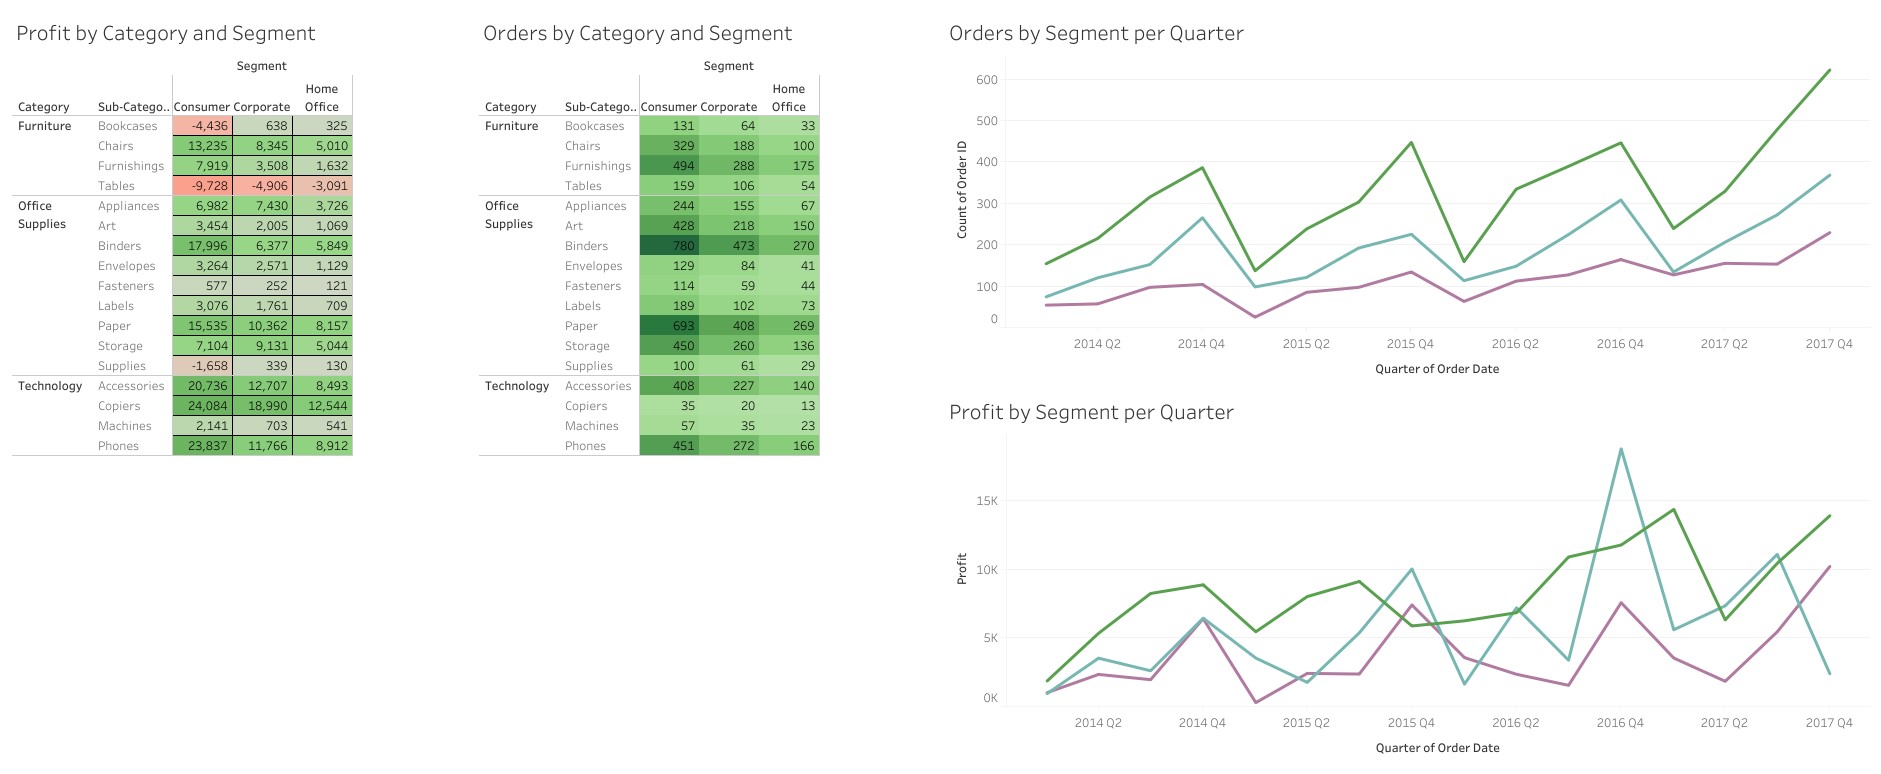 Profit by Category and Segment
Segment
Home
Category Sub-Catego.. Consumer Corporate Office
Furniture Bookcases -4,436 638 325
Chairs 13,235 8,345 5,010
Furnishings 7,919 3,508 1,632
Tables -9,728 -4,906 -3,091
Office Appliances 6,982 7,430 3,726
Supplies Art 3,454 2,005 1,069
Binders 17,996 6,377 5,849
Envelopes 3,264 2,571 1,129
Fasteners 577 252 121
Labels 3,076 1,761 709
Paper 15,535 10,362 8,157
Storage 7,104 9,131 5,044
Supplies -1,658 339 130
Technology Accessories 20,736 12,707 8,493
Copiers 24,084 18,990 12,544
Machines 2,141 703 541
Phones 23,837 11,766 8,912
Orders by Category and Segment
Segment
Home
Category Sub-Catego.. Consumer Corporate Office
Furniture Bookcases 131 64 33
Chairs 329 188 100
Furnishings 494 288 175
Tables 159 106 54
Office Appliances 244 155 67
Supplies Art 428 218 150
Binders 780 473 270
Envelopes 129 84 41
Fasteners 114 59 44
Labels 189 102 73
Paper 693 408 269
Storage 450 260 136
Supplies 100 61 29
Technology Accessories 408 227 140
Copiers 35 20 13
Machines 57 35 23
Phones 451 272 166
Orders by Segment per Quarter
Count of Order ID
600
500
400
300
200
100
0
2014 Q2 2014 Q4 2015 Q2 2015 Q4 2016 Q2 2016 Q4 2017 Q2 2017 Q4
Quarter of Order Date
Profit by Segment per Quarter
Profit
15K
10K
5K
0K
2014 Q2 2014 Q4 2015 Q2 2015 Q4 2016 Q2 2016 Q4 2017 Q2 2017 Q4
Quarter of Order Date